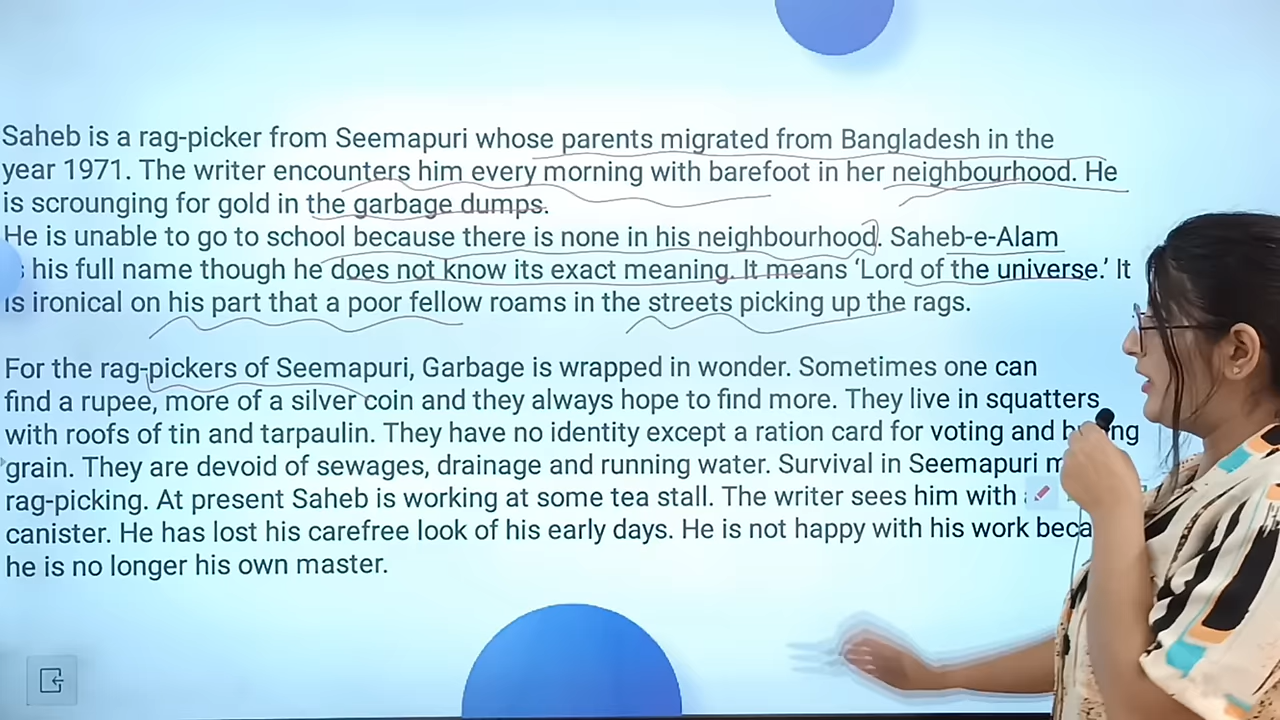 Saheb is a rag-picker from Seemapuri whose parents migrated from Bangladesh in the
year 1971. The writer encounters him every morning with barefoot in her neighbourhood. He
is scrounging for gold in the garbage dumps.
He is unable to go to school because there is none in his neighbourhood. Saheb-e-Alam
his full name though he does not know its exact meaning. It means ‘Lord of the universe.’ It
is ironical on his part that a poor fellow roams in the streets picking up the rags.
For the rag-pickers of Seemapuri, Garbage is wrapped in wonder. Sometimes one can
find a rupee, more of a silver coin and they always hope to find more. They live in squatters
with roofs of tin and tarpaulin. They have no identity except a ration card for voting and
grain. They are devoid of sewages, drainage and running water. Survival in Seemapuri
rag-picking. At present Saheb is working at some tea stall. The writer sees him with
canister. He has lost his carefree look of his early days. He is not happy with his work
he is no longer his own master.